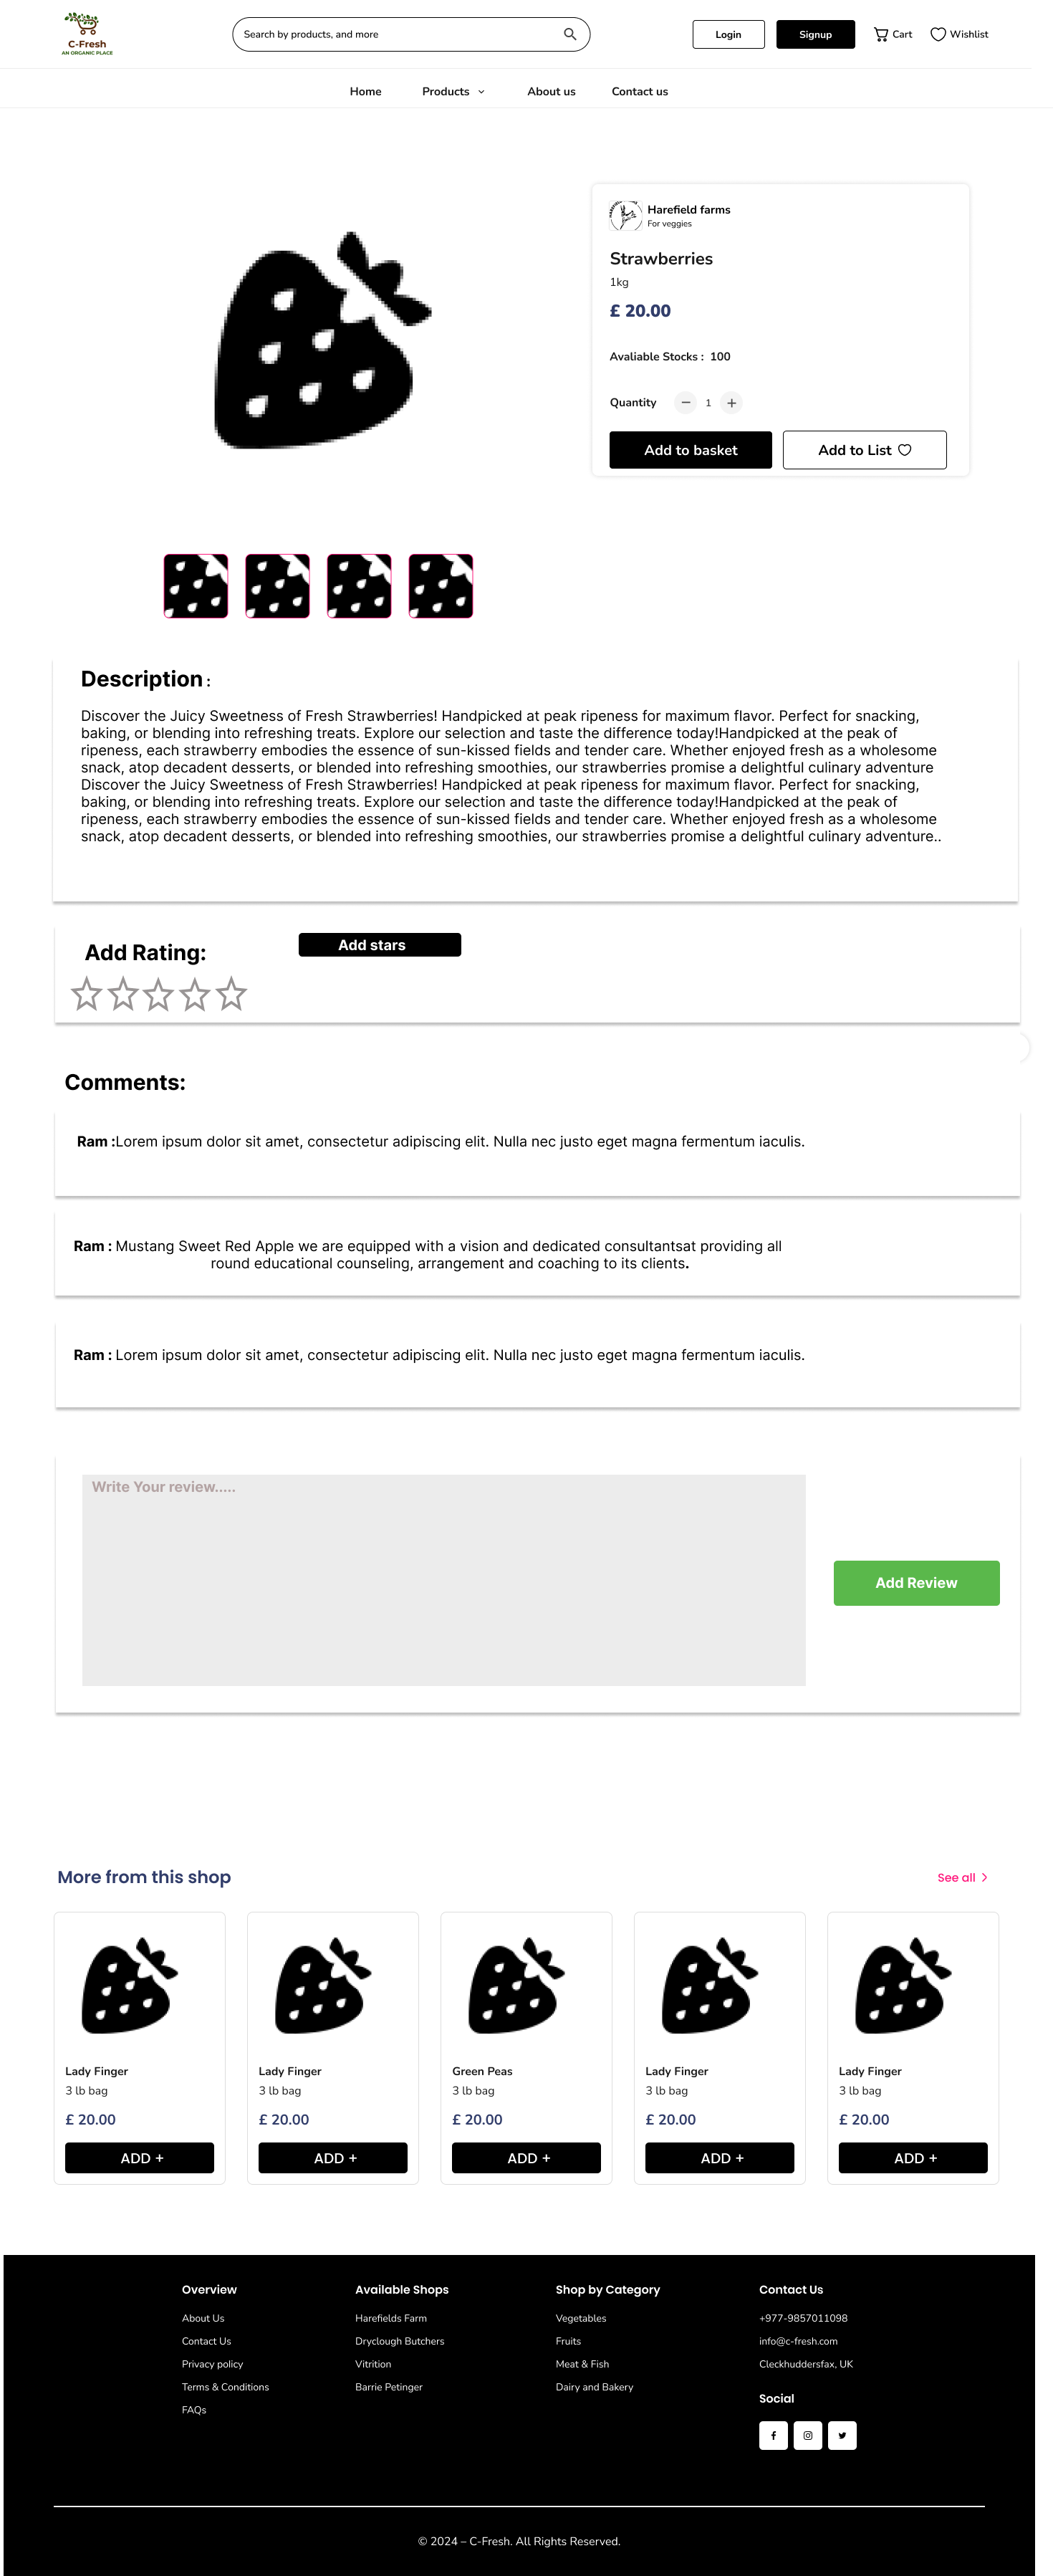 C-Fresh
AN ORGANIC PLACE
Search by products, and more
Login
Signup
Cart
Wishlist
Home
Products
About us
Contact us
Harefield farms
For veggies
Strawberries
1kg
£ 20.00
Avaliable Stocks : 100
Quantity
1
Add to basket
Add to List
Description :
Discover the Juicy Sweetness of Fresh Strawberries! Handpicked at peak ripeness for maximum flavor. Perfect for snacking,
baking, or blending into refreshing treats. Explore our selection and taste the difference today!Handpicked at the peak of
ripeness, each strawberry embodies the essence of sun-kissed fields and tender care. Whether enjoyed fresh as a wholesome
snack, atop decadent desserts, or blended into refreshing smoothies, our strawberries promise a delightful culinary adventure
Discover the Juicy Sweetness of Fresh Strawberries! Handpicked at peak ripeness for maximum flavor. Perfect for snacking,
baking, or blending into refreshing treats. Explore our selection and taste the difference today!Handpicked at the peak of
ripeness, each strawberry embodies the essence of sun-kissed fields and tender care. Whether enjoyed fresh as a wholesome
snack, atop decadent desserts, or blended into refreshing smoothies, our strawberries promise a delightful culinary adventure..
Add Rating:
Add stars
Comments:
Ram :Lorem ipsum dolor sit amet, consectetur adipiscing elit. Nulla nec justo eget magna fermentum iaculis.
Ram : Mustang Sweet Red Apple we are equipped with a vision and dedicated consultantsat providing all
round educational counseling, arrangement and coaching to its clients.
Ram : Lorem ipsum dolor sit amet, consectetur adipiscing elit. Nulla nec justo eget magna fermentum iaculis.
Write Your review.....
Add Review
More from this shop
See all
Lady Finger
3 lb bag
£ 20.00
ADD +
Lady Finger
3 lb bag
£ 20.00
ADD +
Green Peas
3 lb bag
£ 20.00
ADD +
Lady Finger
3 lb bag
£ 20.00
ADD +
Lady Finger
3 lb bag
£ 20.00
ADD +
Overview
About Us
Contact Us
Privacy policy
Terms & Conditions
FAQs
Available Shops
Harefields Farm
Dryclough Butchers
Vitrition
Barrie Petinger
Shop by Category
Vegetables
Fruits
Meat & Fish
Dairy and Bakery
Contact Us
+977-9857011098
info@c-fresh.com
Cleckhuddersfax, UK
Social
© 2024 – C-Fresh. All Rights Reserved.